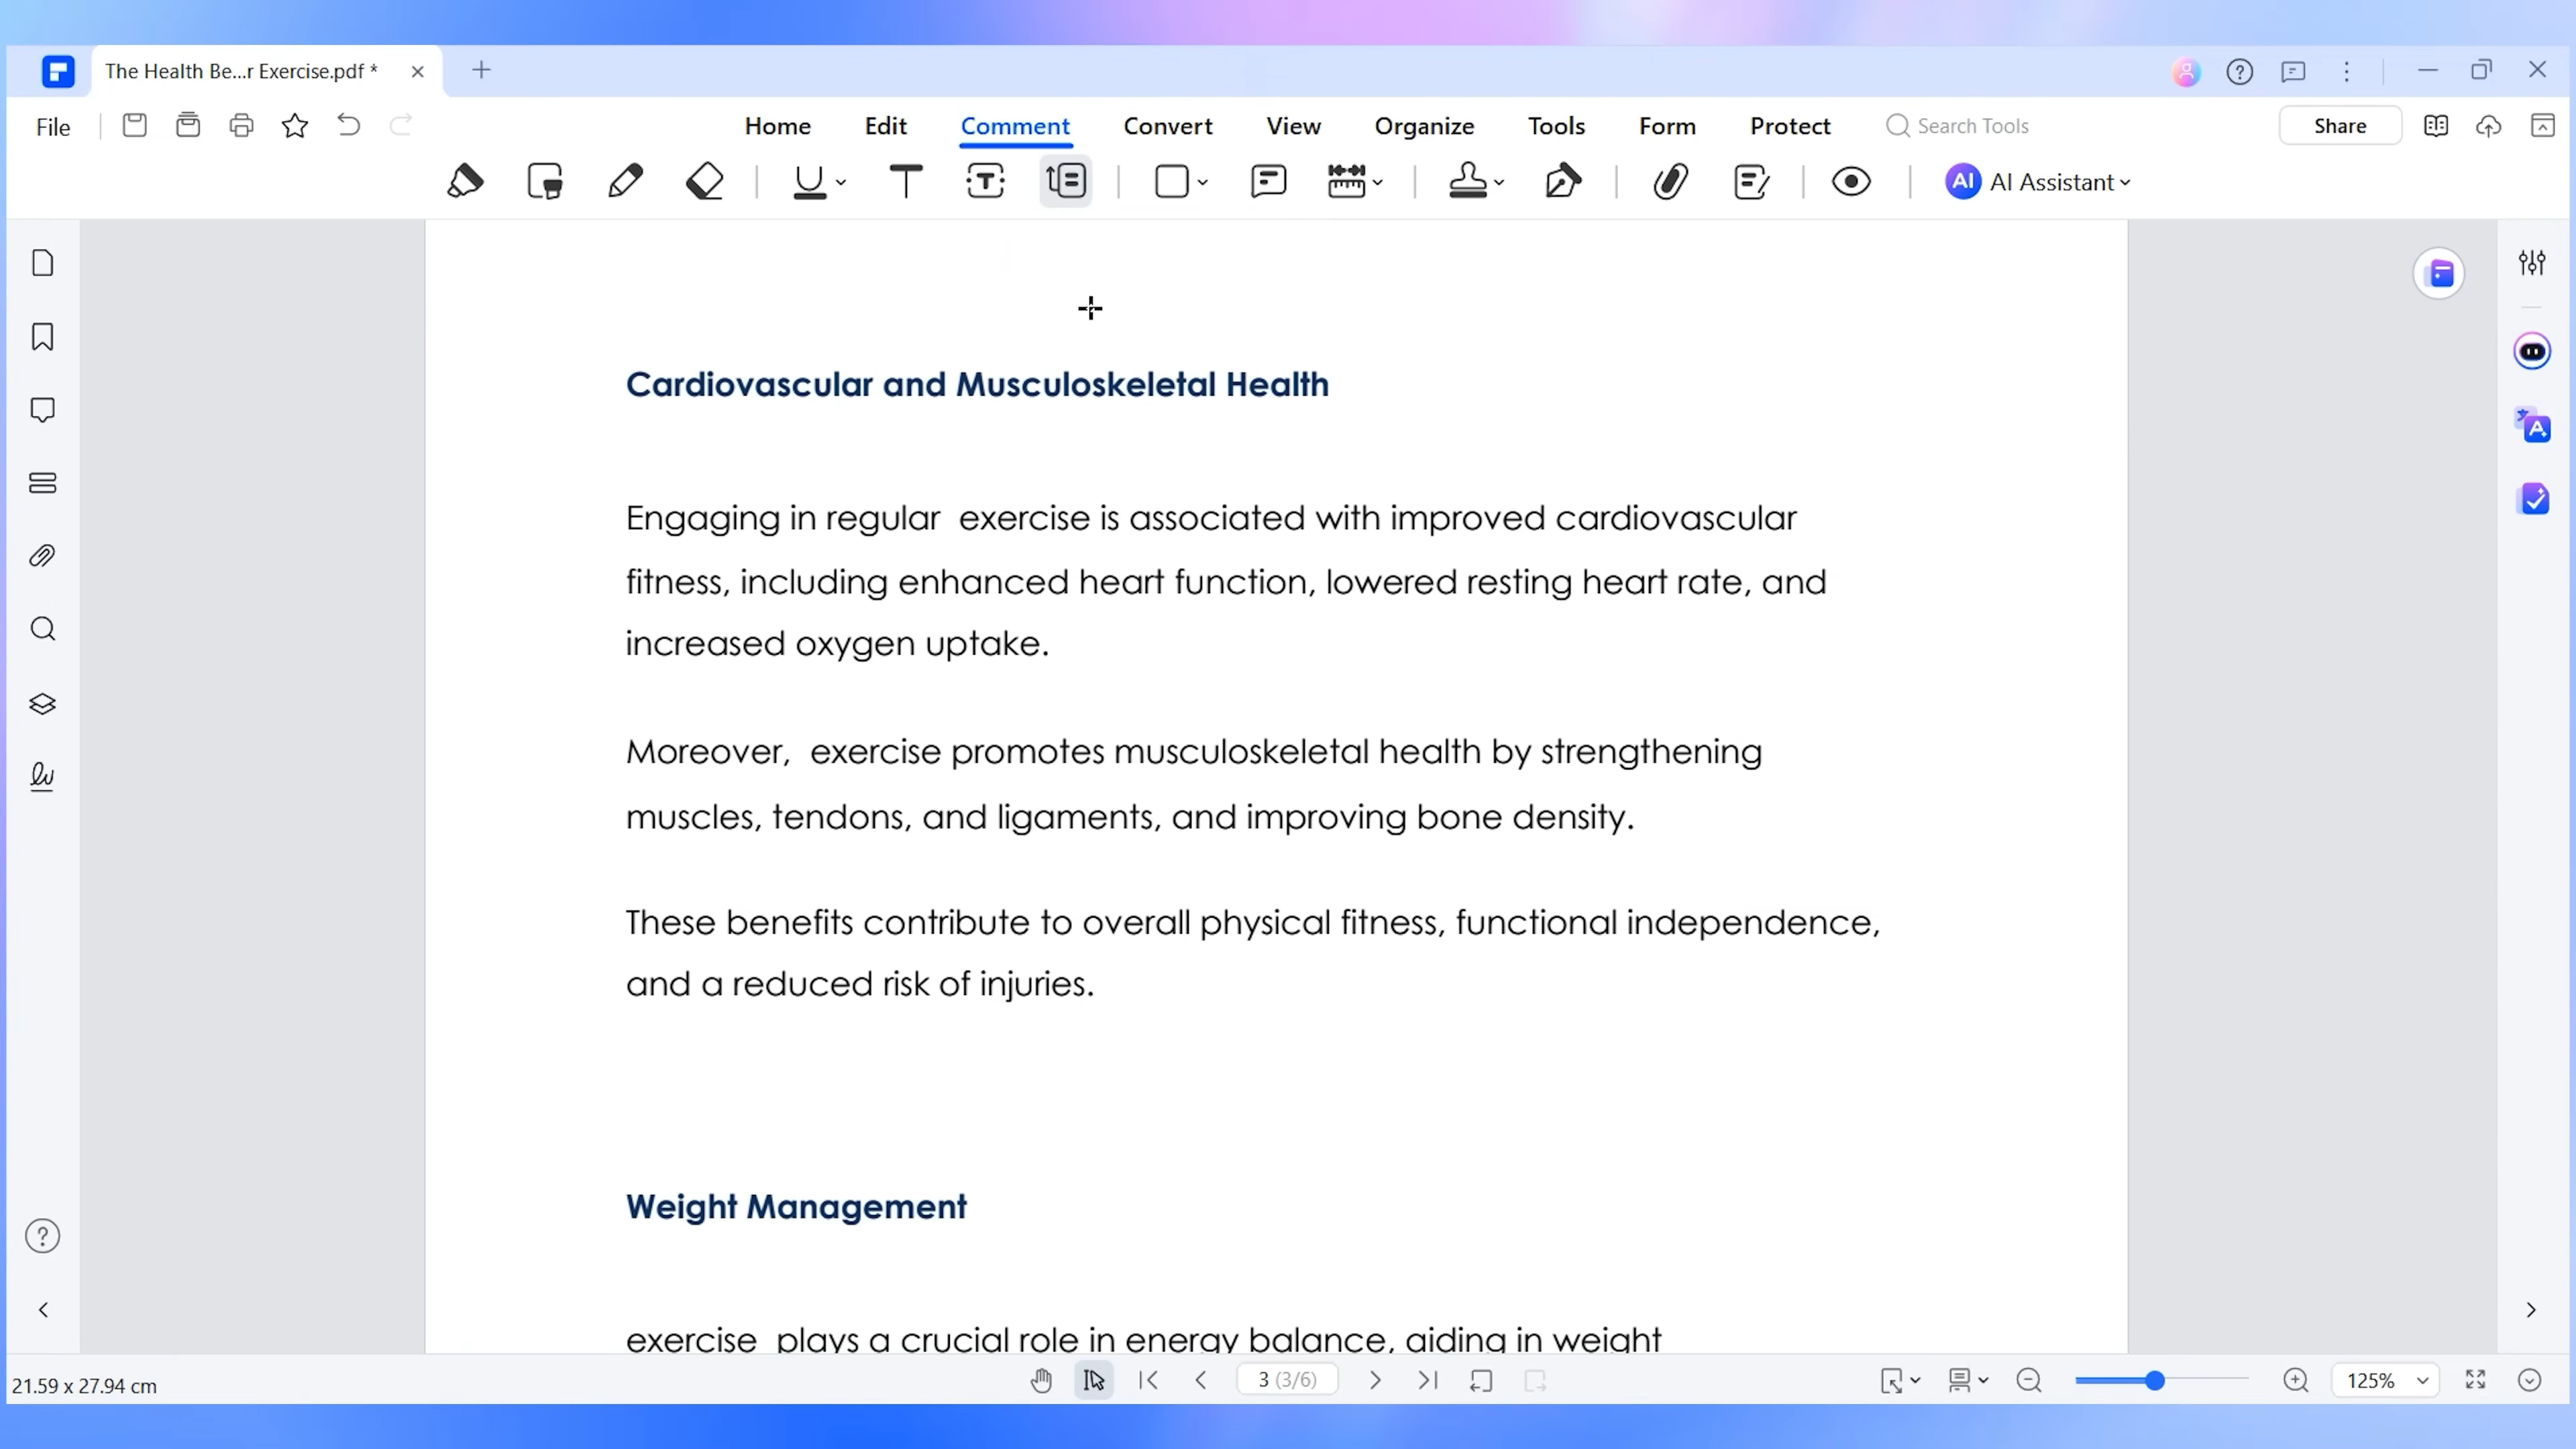 The Health Be...r Exercise.pdf *
File
Home Edit Comment Convert View Organize Tools Form Protect Search Tools Share
AI AI Assistant
Cardiovascular and Musculoskeletal Health
Engaging in regular  exercise is associated with improved cardiovascular
fitness, including enhanced heart function, lowered resting heart rate, and
increased oxygen uptake.
Moreover,  exercise promotes musculoskeletal health by strengthening
muscles, tendons, and ligaments, and improving bone density.
These benefits contribute to overall physical fitness, functional independence,
and a reduced risk of injuries.
Weight Management
exercise  plays a crucial role in energy balance, aiding in weight
21.59 x 27.94 cm
3 (3/6)
125%